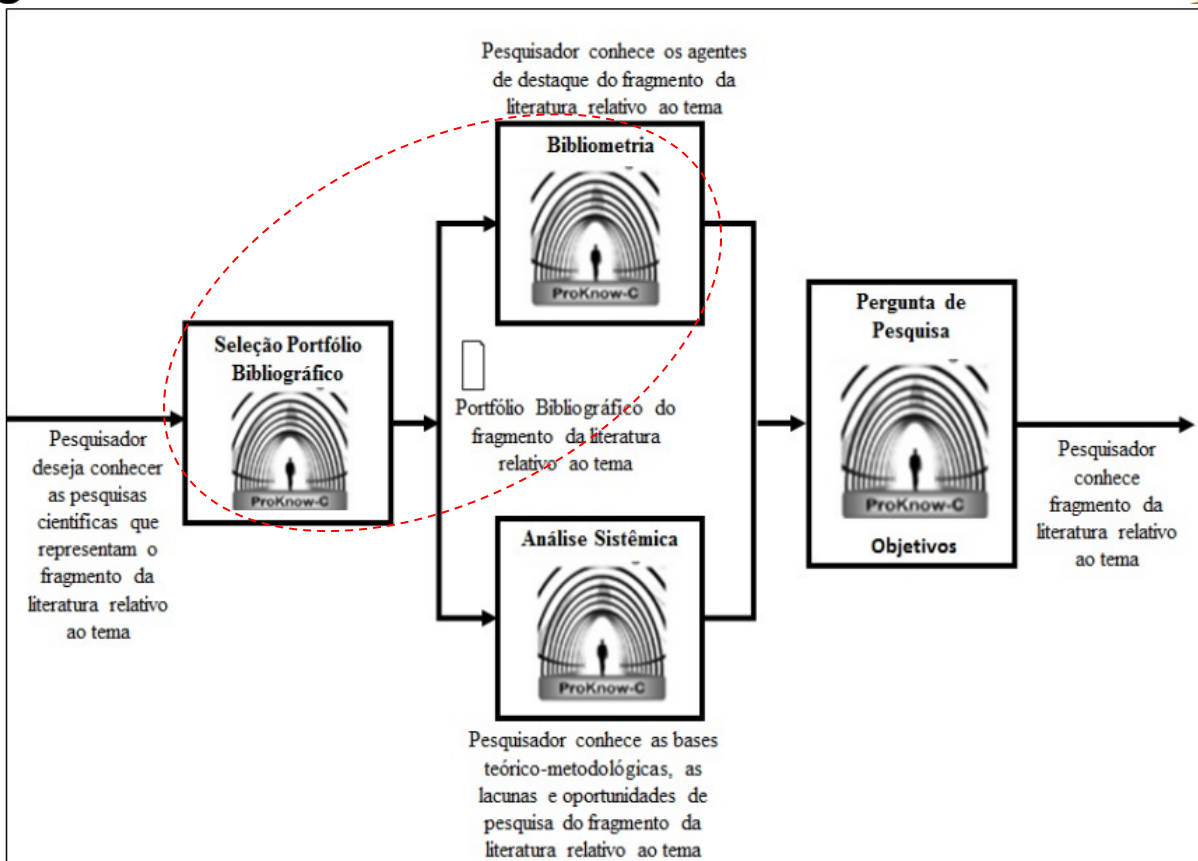 Pesquisador conhece os agentes
de destaque do fragmento da
literatura relativo ao tema
Bibliometria
ProKnow-C
Seleção Portfólio
Bibliográfico
ProKnow-C
Pesquisador
deseja conhecer
as pesquisas
científicas que
representam o
fragmento da
literatura relativo
ao tema
Portfólio Bibliográfico do
fragmento da literatura
relativo ao tema
Análise Sistêmica
ProKnow-C
Pesquisador conhece as bases
teórico-metodológicas, as
lacunas e oportunidades de
pesquisa do fragmento da
literatura relativo ao tema
Pergunta de
Pesquisa
ProKnow-C
Objetivos
Pesquisador
conhece
fragmento da
literatura relativo
ao tema